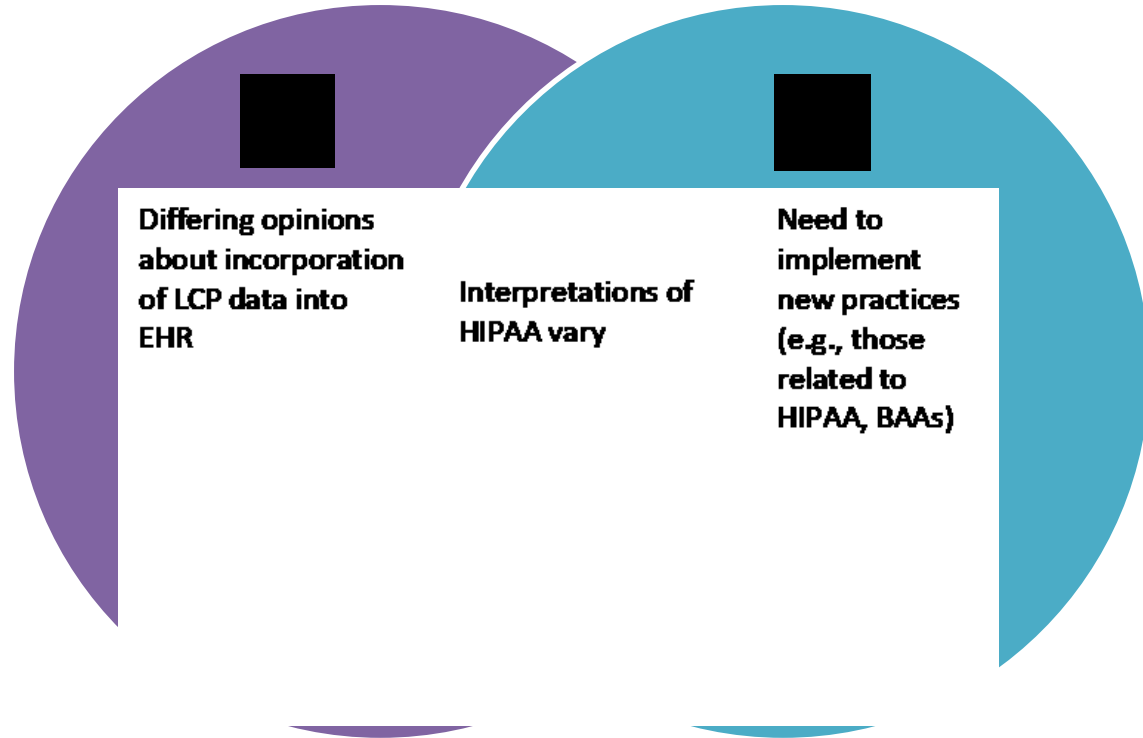 Differing opinions
about incorporation
of LCP data into
EHR
Interpretations of
HIPAA vary
Need to
implement
new practices
(e.g., those
related to
HIPAA, BAAs)